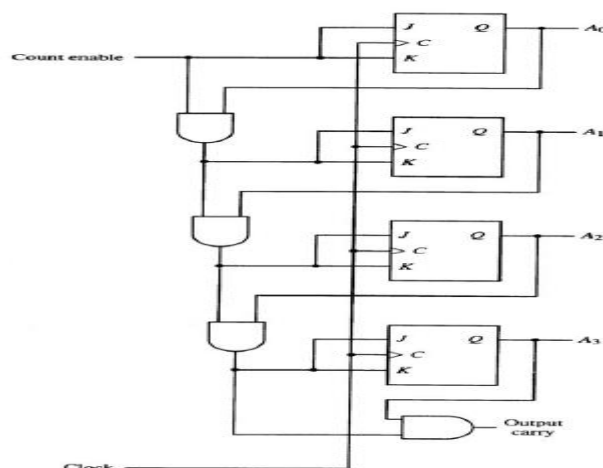 J Q A0
Count enable
C
K
J Q A1
C
K
J Q A2
C
K
J Q A3
C
K
Output
carry
Clock